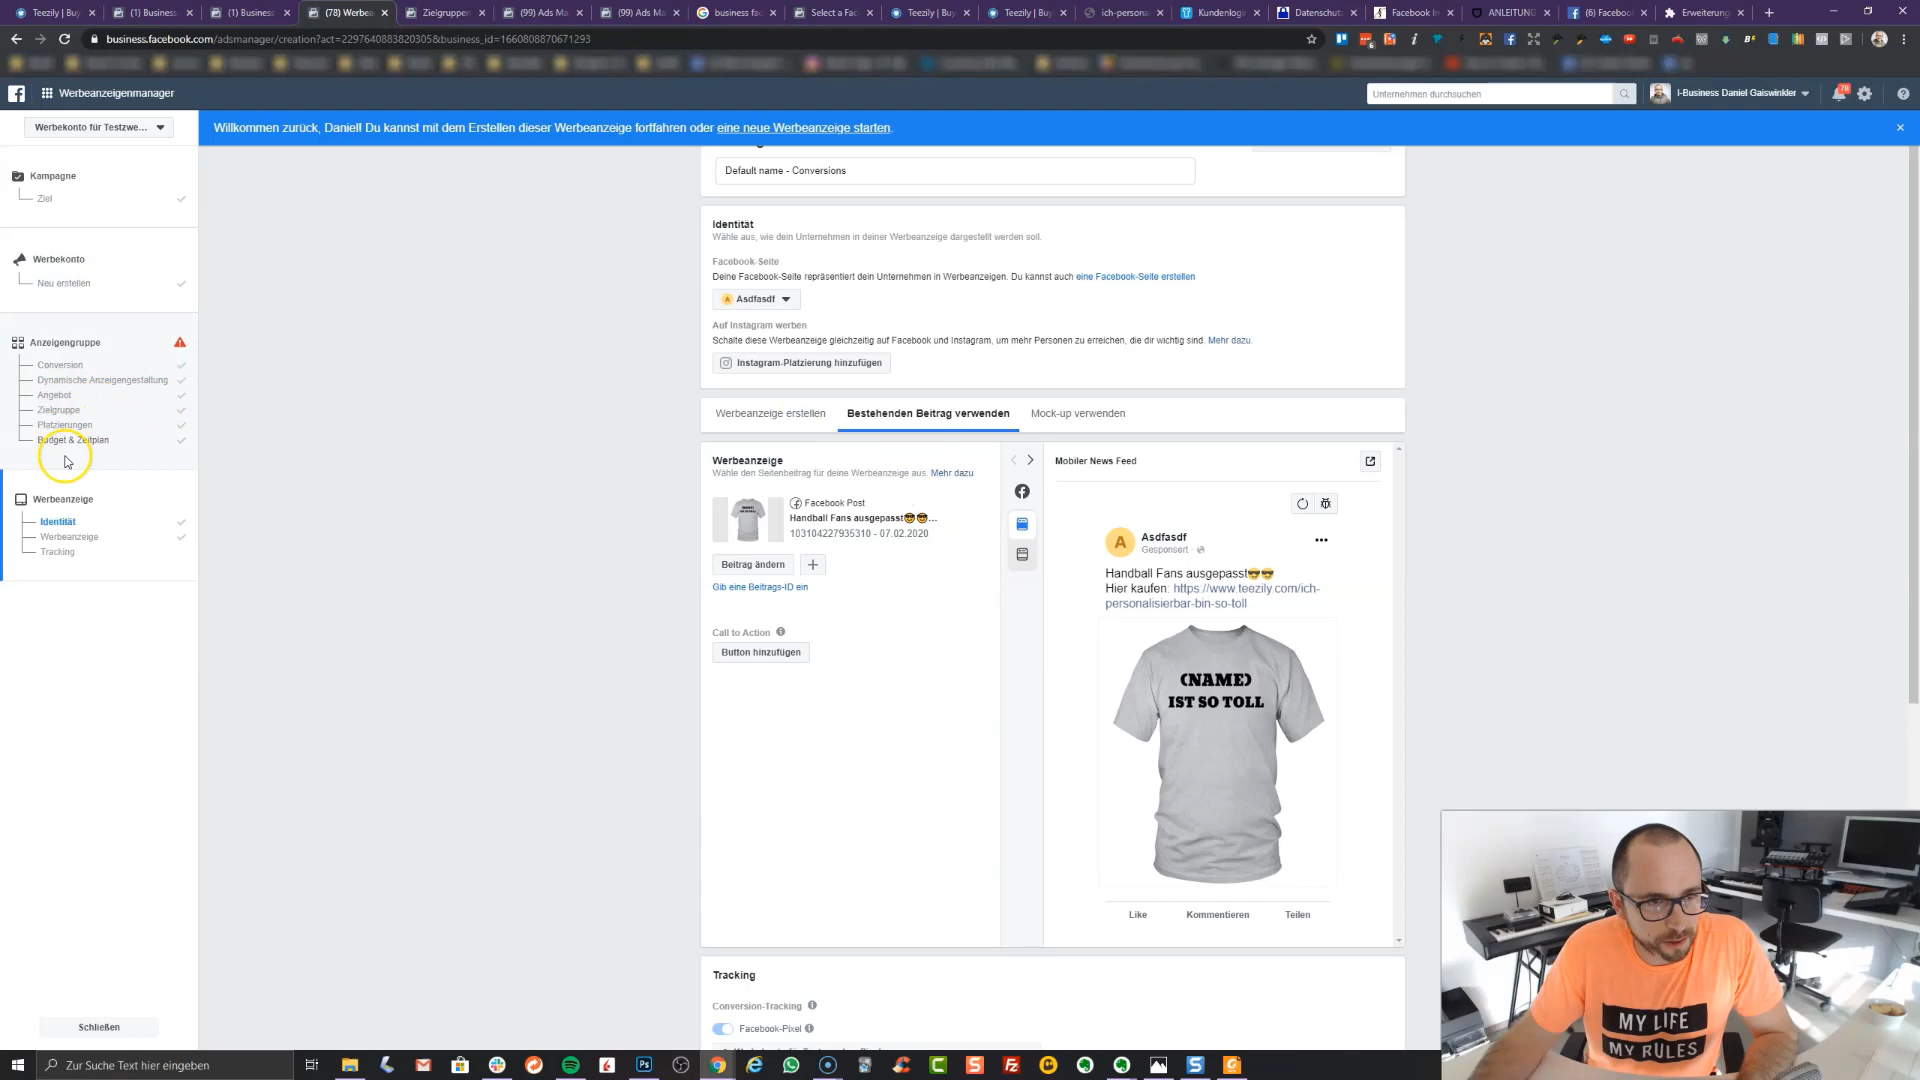 Teezily | Buy
(1) Business
(1) Business
(78) Werbea
Zielgruppen
(99) Ads Ma
(99) Ads Ma
business fac
Select a Fac
Teezily | Buy
Teezily | Buy
ich-personal
Kundenlogi
Datenschutz
Facebook In
ANLEITUNG
(6) Facebook
Erweiterung
business.facebook.com/adsmanager/creation?act=2297640883820305&business_id=1660808870671293
Werbeanzeigenmanager
Unternehmen durchsuchen
I-Business Daniel Gaiswinkler
78
Werbekonto für Testzwe...
Willkommen zurück, Daniel! Du kannst mit dem Erstellen dieser Werbeanzeige fortfahren oder eine neue Werbeanzeige starten.
Kampagne
Ziel
Werbekonto
Neu erstellen
Anzeigengruppe
Conversion
Dynamische Anzeigengestaltung
Angebot
Zielgruppe
Platzierungen
Budget & Zeitplan
Werbeanzeige
Identität
Werbeanzeige
Tracking
Schließen
Default name - Conversions
Identität
Wähle aus, wie dein Unternehmen in deiner Werbeanzeige dargestellt werden soll.
Facebook-Seite
Deine Facebook-Seite repräsentiert dein Unternehmen in Werbeanzeigen. Du kannst auch eine Facebook-Seite erstellen
A Asdfasdf
Auf Instagram werben
Schalte diese Werbeanzeige gleichzeitig auf Facebook und Instagram, um mehr Personen zu erreichen, die dir wichtig sind. Mehr dazu.
Instagram-Platzierung hinzufügen
Werbeanzeige erstellen
Bestehenden Beitrag verwenden
Mock-up verwenden
Werbeanzeige
Wähle den Seitenbeitrag für deine Werbeanzeige aus. Mehr dazu
Facebook Post
Handball Fans ausgepasst😎😎...
103104227935310 - 07.02.2020
Beitrag ändern
Gib eine Beitrags-ID ein
Call to Action
Button hinzufügen
Mobiler News Feed
A
Asdfasdf
Gesponsert
Handball Fans ausgepasst😎😎
Hier kaufen: https://www.teezily.com/ich-
personalisierbar-bin-so-toll
(NAME)
IST SO TOLL
Like
Kommentieren
Teilen
Tracking
Conversion-Tracking
Facebook-Pixel
MY LIFE
MY RULES
Zur Suche Text hier eingeben